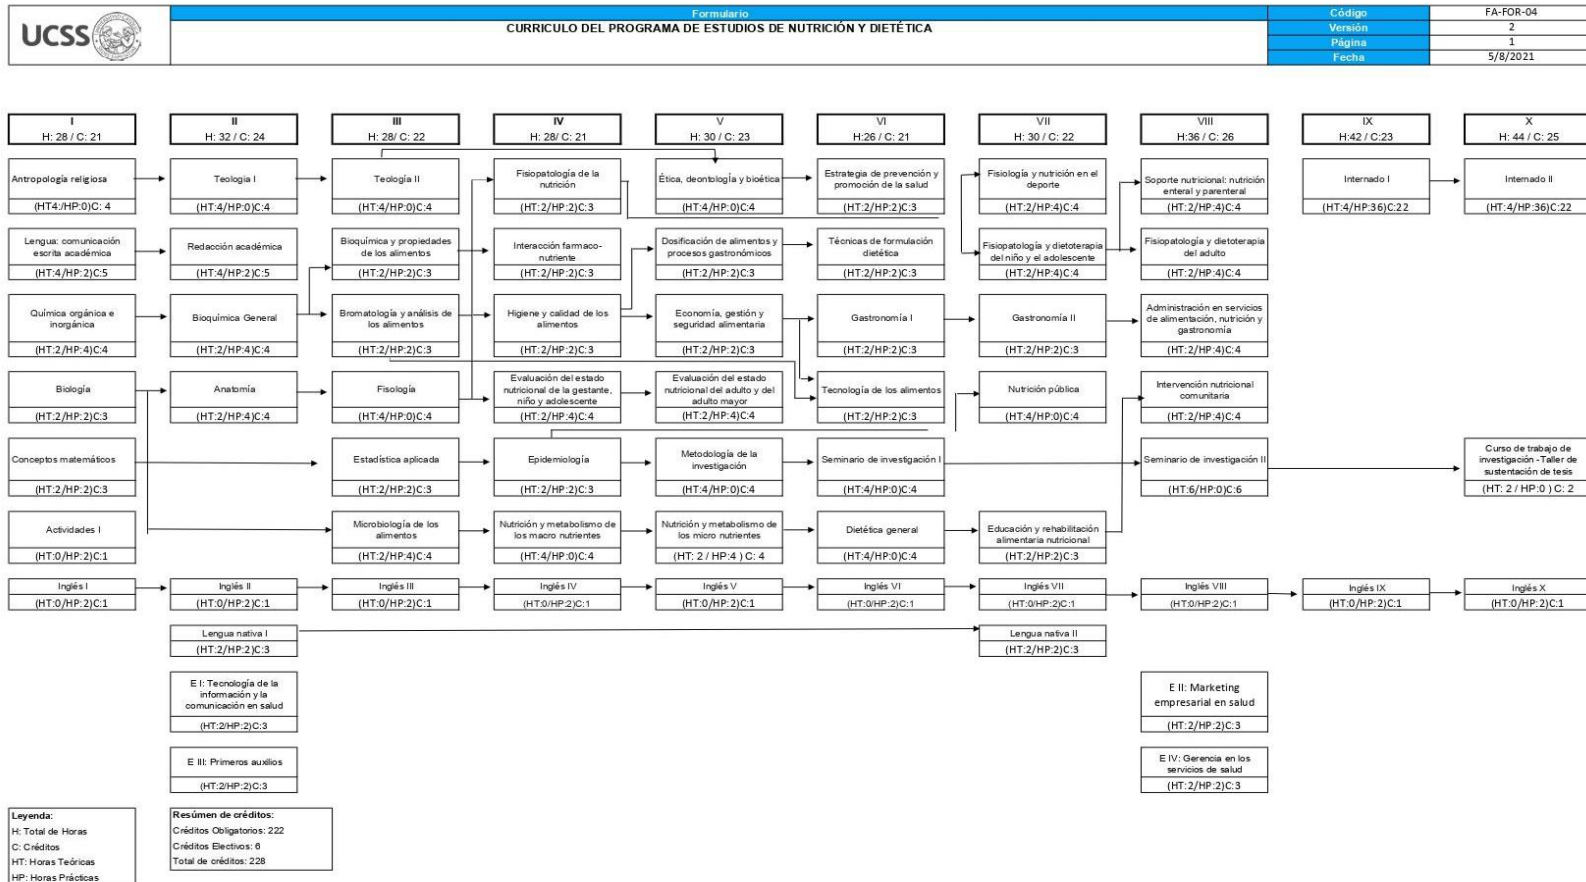 UCSS
Formulario
CURRICULO DEL PROGRAMA DE ESTUDIOS DE NUTRICIÓN Y DIETÉTICA
Código
FA-FOR-04
Versión
2
Página
1
Fecha
5/8/2021
I
H: 28 / C: 21
II
H: 32 / C: 24
III
H: 28/ C: 22
IV
H: 28/ C: 21
V
H: 30 / C: 23
VI
H:26 / C: 21
VII
H: 30 / C: 22
VIII
H:36 / C: 26
IX
H:42 / C:23
X
H: 44 / C: 25
Antropología religiosa
(HT4:/HP:0)C: 4
Teologia I
(HT:4/HP:0)C:4
Teología II
(HT:4/HP:0)C:4
Fisiopatología de la
nutrición
(HT:2/HP:2)C:3
Ética, deontología y bioética
(HT:4/HP:0)C:4
Estrategia de prevención y
promoción de la salud
(HT:2/HP:2)C:3
Fisiología y nutrición en el
deporte
(HT:2/HP:4)C:4
Soporte nutricional: nutrición
enteral y parenteral
(HT:2/HP:4)C:4
Internado I
(HT:4/HP:36)C:22
Internado II
(HT:4/HP:36)C:22
Lengua: comunicación
escrita académica
(HT:4/HP:2)C:5
Redacción académica
(HT:4/HP:2)C:5
Bioquímica y propiedades
de los alimentos
(HT:2/HP:2)C:3
Interacción farmaco-
nutriente
(HT:2/HP:2)C:3
Dosificación de alimentos y
procesos gastronómicos
(HT:2/HP:2)C:3
Técnicas de formulación
dietética
(HT:2/HP:2)C:3
Fisiopatología y dietoterapia
del niño y el adolescente
(HT:2/HP:4)C:4
Fisiopatología y dietoterapia
del adulto
(HT:2/HP:4)C:4
Química orgánica e
inorgánica
(HT:2/HP:4)C:4
Bioquímica General
(HT:2/HP:4)C:4
Bromatología y análisis de
los alimentos
(HT:2/HP:2)C:3
Higiene y calidad de los
alimentos
(HT:2/HP:2)C:3
Economía, gestión y
seguridad alimentaria
(HT:2/HP:2)C:3
Gastronomía I
(HT:2/HP:2)C:3
Gastronomía II
(HT:2/HP:2)C:3
Administración en servicios
de alimentación, nutrición y
gastronomía
(HT:2/HP:4)C:4
Biología
(HT:2/HP:2)C:3
Anatomía
(HT:2/HP:4)C:4
Fisología
(HT:4/HP:0)C:4
Evaluación del estado
nutricional de la gestante,
niño y adolescente
(HT:2/HP:4)C:4
Evaluación del estado
nutricional del adulto y del
adulto mayor
(HT:2/HP:4)C:4
Tecnología de los alimentos
(HT:2/HP:2)C:3
Nutrición pública
(HT:4/HP:0)C:4
Intervención nutricional
comunitaria
(HT:2/HP:4)C:4
Conceptos matemáticos
(HT:2/HP:2)C:3
Estadística aplicada
(HT:2/HP:2)C:3
Epidemiología
(HT:2/HP:2)C:3
Metodología de la
investigación
(HT:4/HP:0)C:4
Seminario de investigación I
(HT:4/HP:0)C:4
Seminario de investigación II
(HT:6/HP:0)C:6
Curso de trabajo de
investigación -Taller de
sustentación de tesis
(HT: 2 / HP:0 ) C: 2
Actividades I
(HT:0/HP:2)C:1
Microbiología de los
alimentos
(HT:2/HP:4)C:4
Nutrición y metabolismo de
los macro nutrientes
(HT:4/HP:0)C:4
Nutrición y metabolismo de
los micro nutrientes
(HT: 2 / HP:4 ) C: 4
Dietética general
(HT:4/HP:0)C:4
Educación y rehabilitación
alimentaria nutricional
(HT:2/HP:2)C:3
Inglés I
(HT:0/HP:2)C:1
Inglés II
(HT:0/HP:2)C:1
Inglés III
(HT:0/HP:2)C:1
Inglés IV
(HT:0/HP:2)C:1
Inglés V
(HT:0/HP:2)C:1
Inglés VI
(HT:0/HP:2)C:1
Inglés VII
(HT:0/HP:2)C:1
Inglés VIII
(HT:0/HP:2)C:1
Inglés IX
(HT:0/HP:2)C:1
Inglés X
(HT:0/HP:2)C:1
Lengua nativa I
(HT:2/HP:2)C:3
Lengua nativa II
(HT:2/HP:2)C:3
E I: Tecnología de la
información y la
comunicación en salud
(HT:2/HP:2)C:3
E II: Marketing
empresarial en salud
(HT:2/HP:2)C:3
E III: Primeros auxilios
(HT:2/HP:2)C:3
E IV: Gerencia en los
servicios de salud
(HT:2/HP:2)C:3
Leyenda:
H: Total de Horas
C: Créditos
HT: Horas Teóricas
HP: Horas Prácticas
Resúmen de créditos:
Créditos Obligatorios: 222
Créditos Electivos: 6
Total de créditos: 228